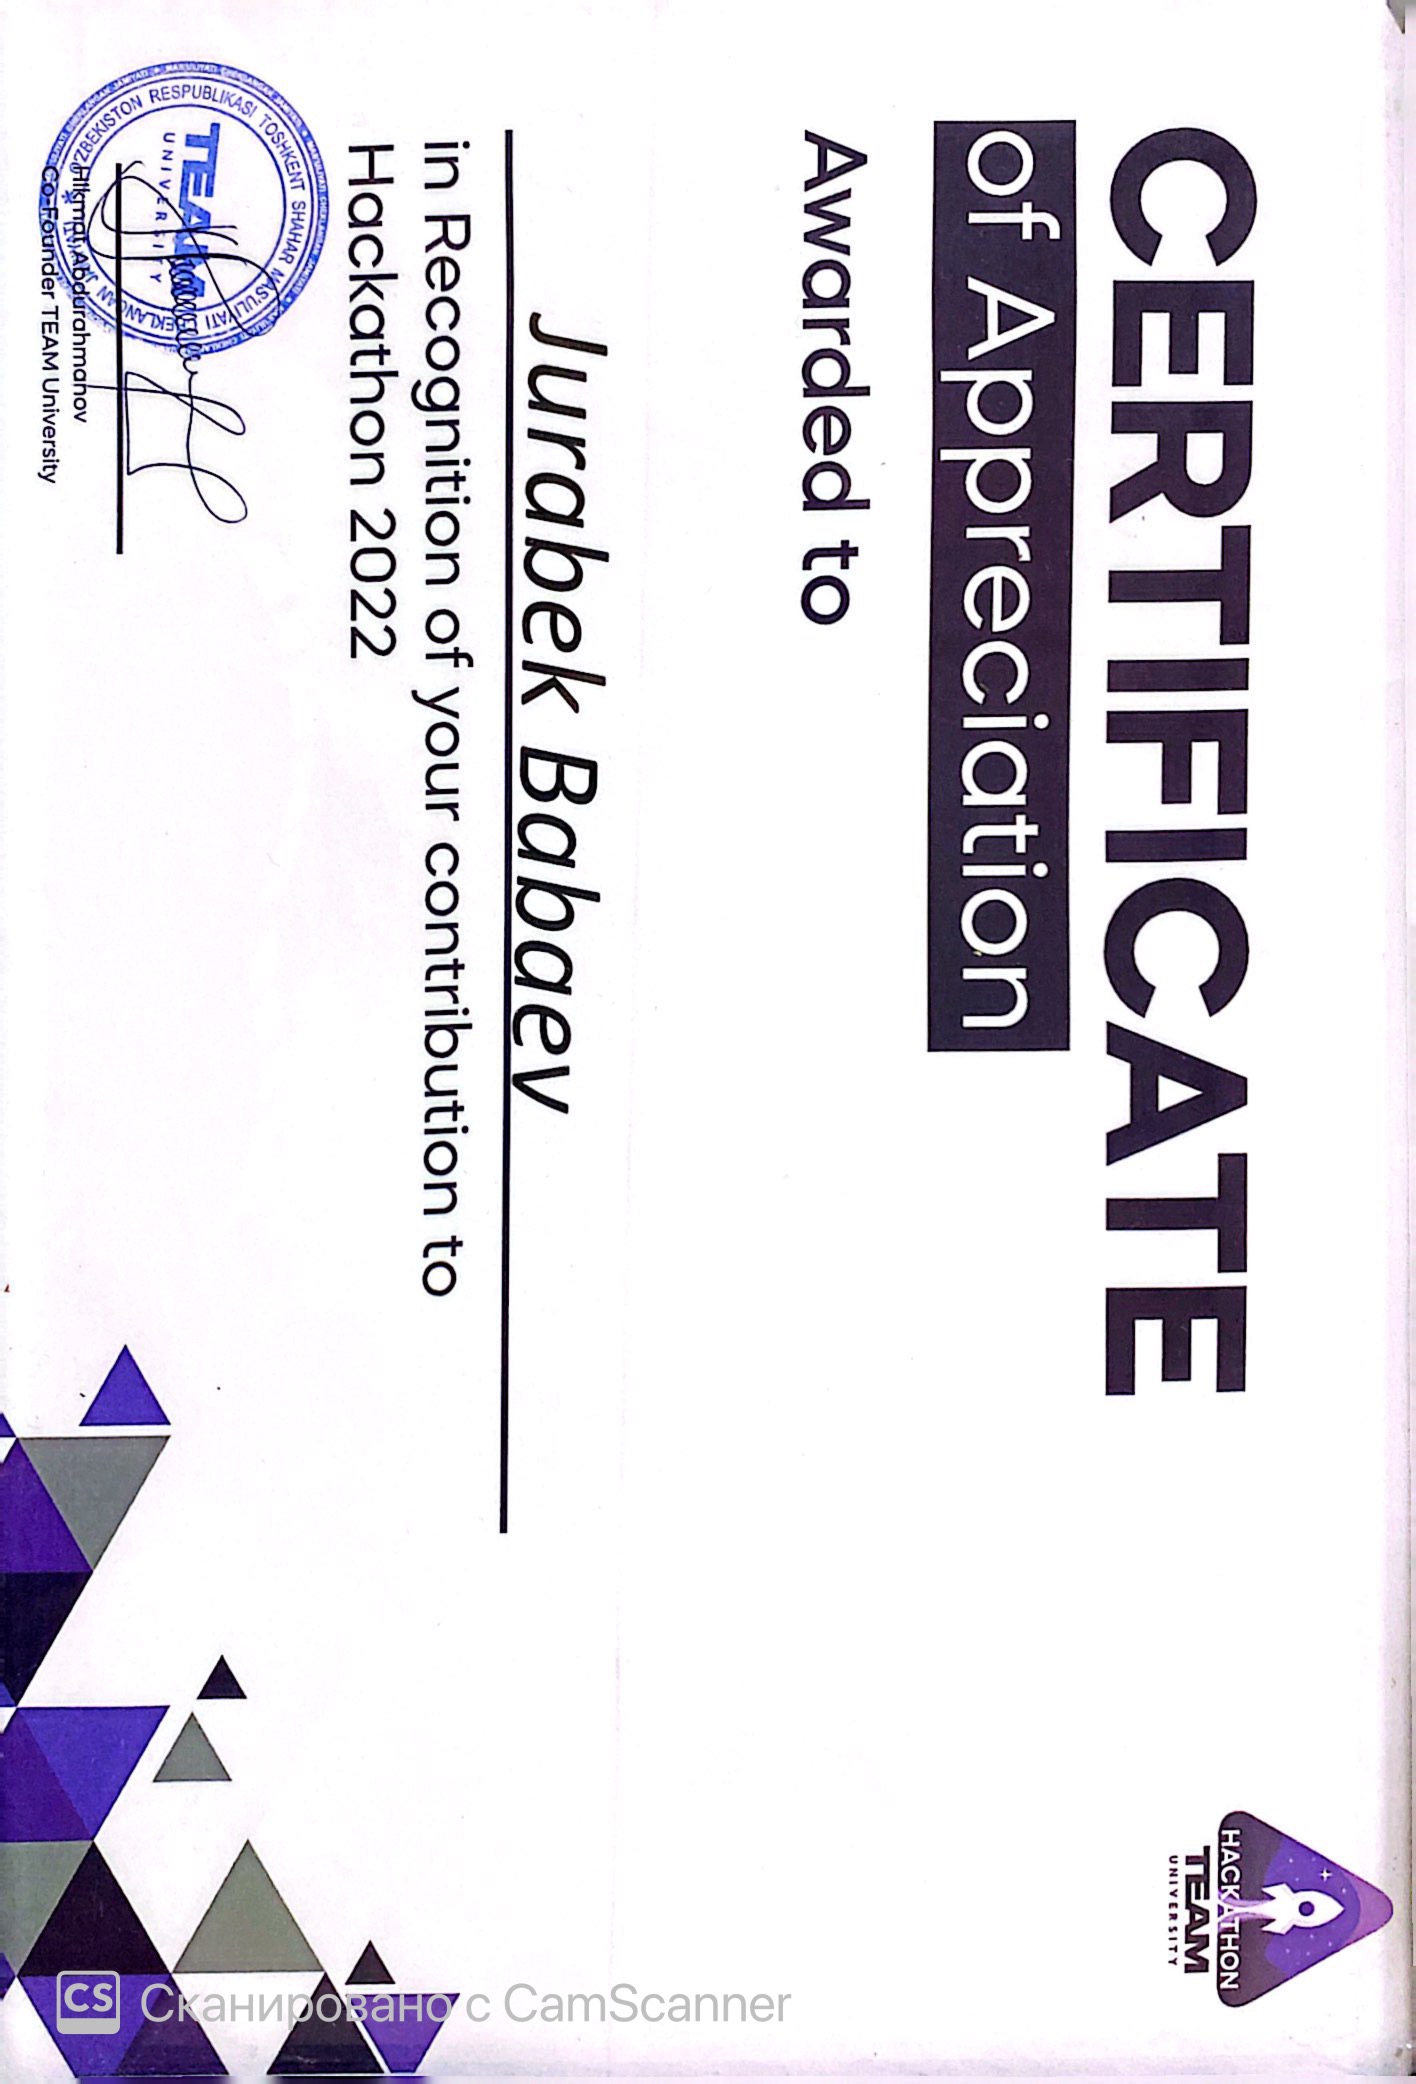 HACKATHON
TEAM
UNIVERSITY
CERTIFICATE
of Appreciation
Awarded to
Jurabek Babaev
in Recognition of your contribution to
Hackathon 2022
O'ZBEKISTON RESPUBLIKASI TOSHKENT SHAHAR MAS'ULIYATI CHEKLANGAN JAMIYATI
TEAM
UNIVERSITY
Hikmat Abdurahmanov
Co-Founder TEAM University
CS Сканировано с CamScanner